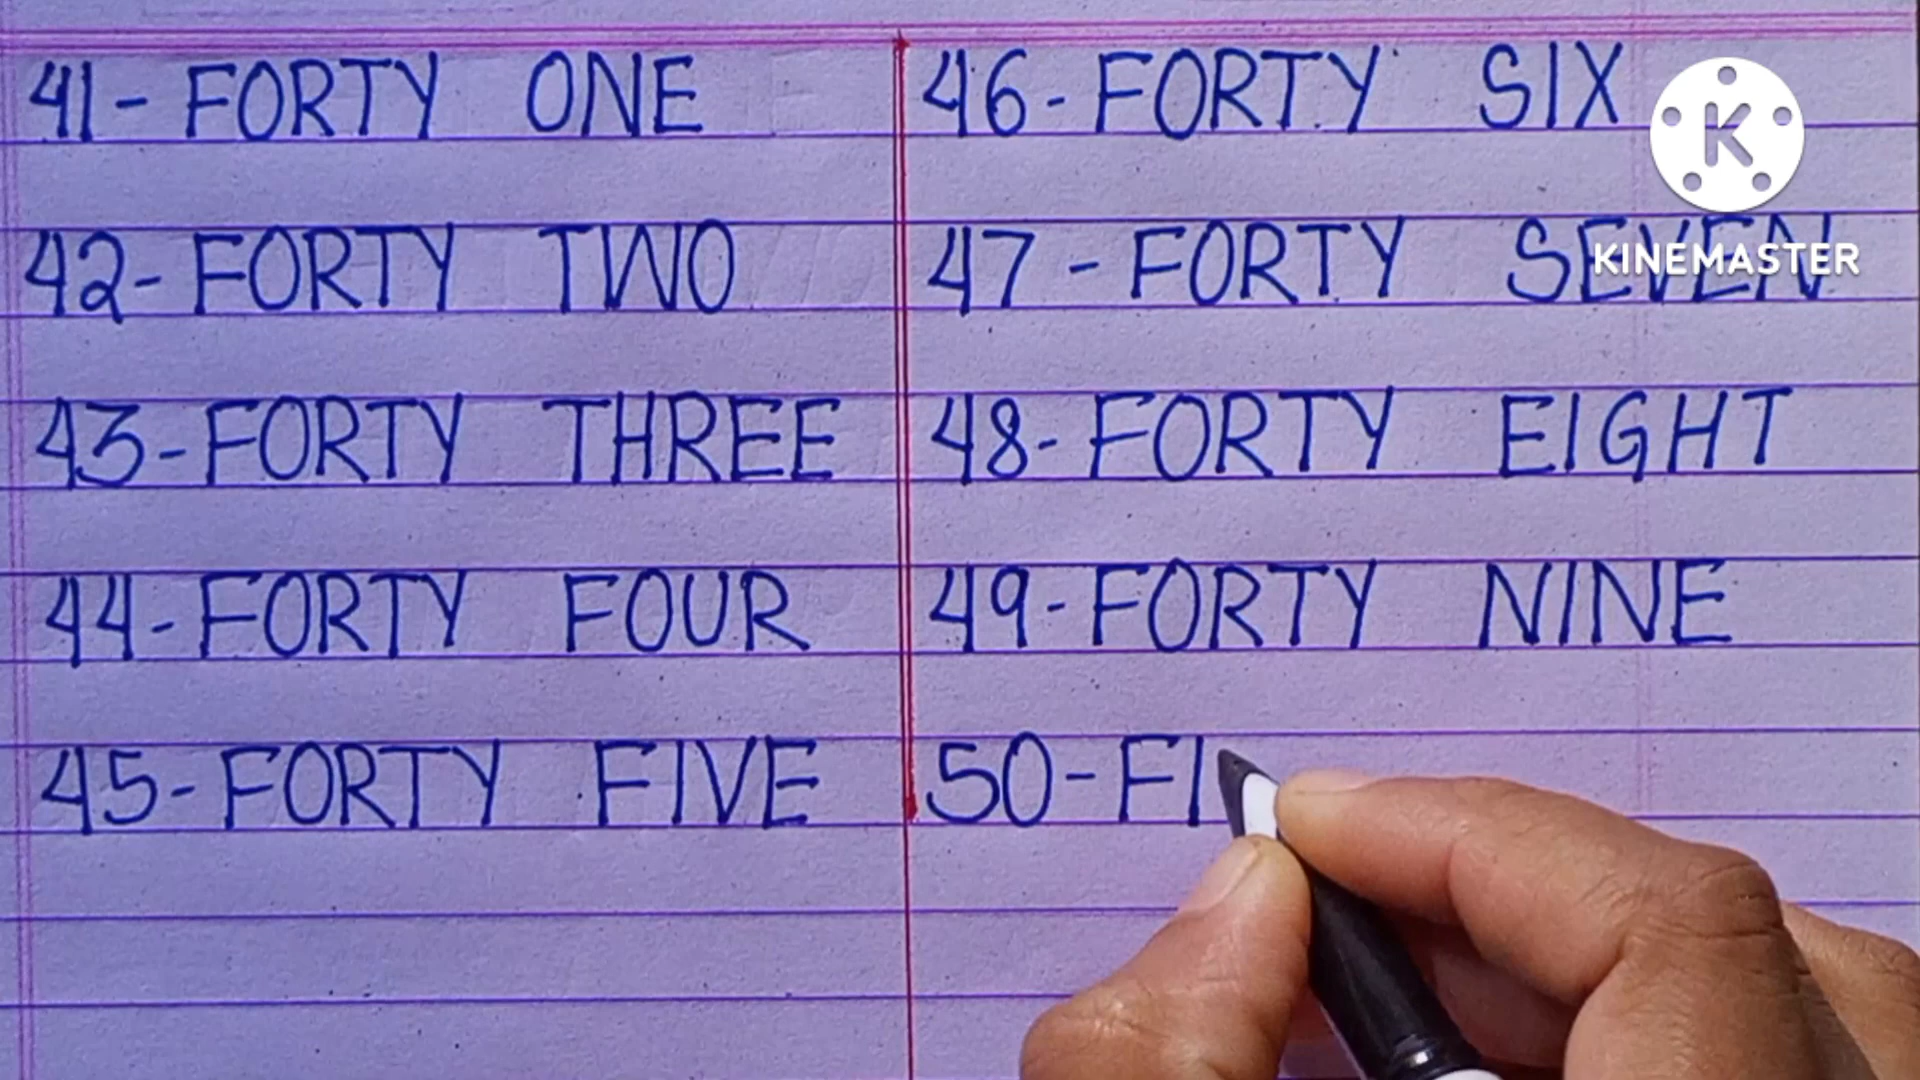 41- FORTY ONE
42- FORTY TWO
43- FORTY THREE
44- FORTY FOUR
45- FORTY FIVE
46- FORTY SIX
47 - FORTY SEVEN
48- FORTY EIGHT
49- FORTY NINE
50- FI
K
KINEMASTER